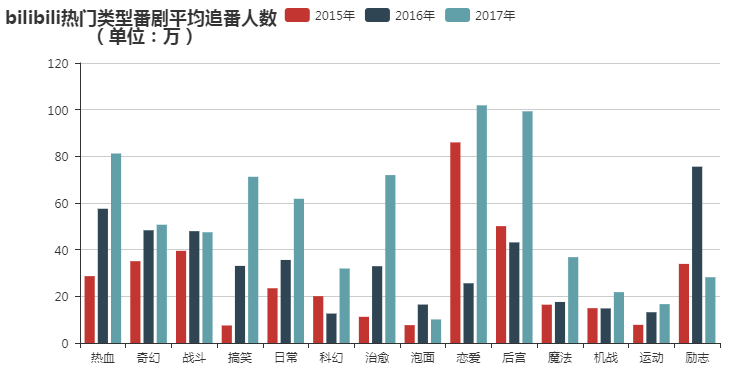 bilibili热门类型番剧平均追番人数
（单位：万）
2015年 2016年 2017年
120
100
80
60
40
20
0
热血 奇幻 战斗 搞笑 日常 科幻 治愈 泡面 恋爱 后宫 魔法 机战 运动 励志